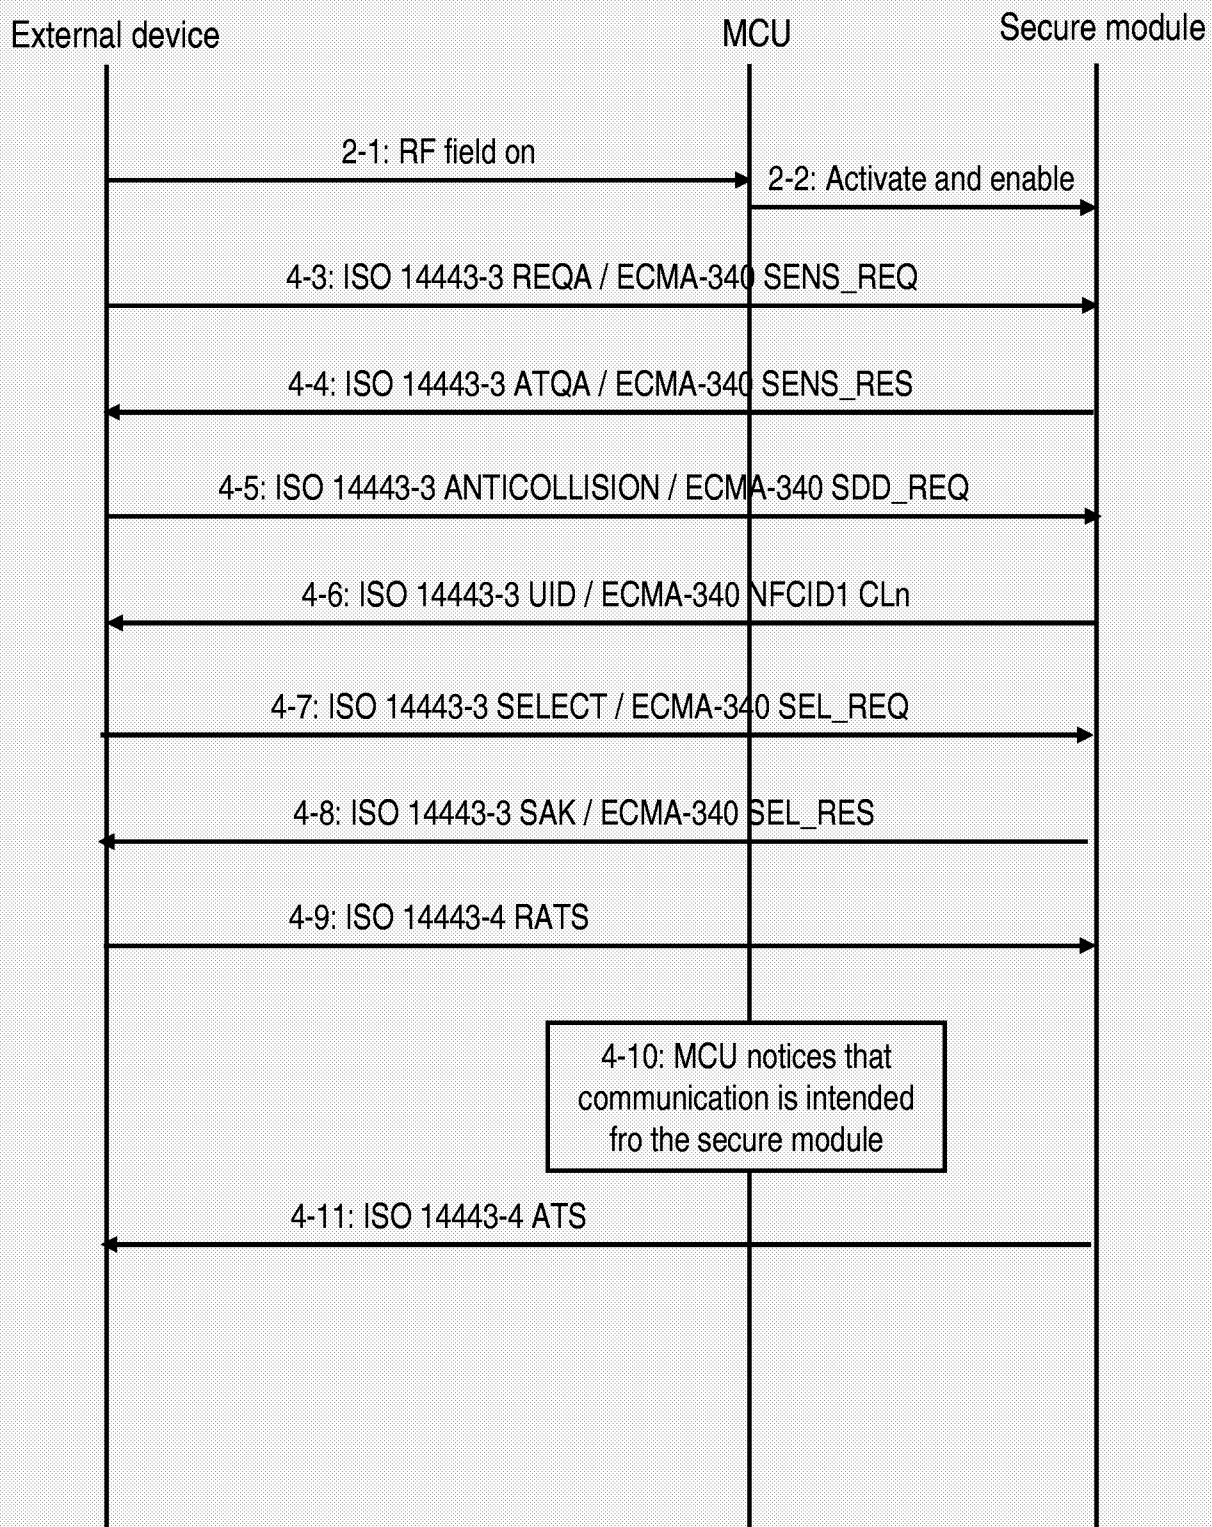 External device
MCU
Secure module
2-1: RF field on
2-2: Activate and enable
4-3: ISO 14443-3 REQA / ECMA-340 SENS_REQ
4-4: ISO 14443-3 ATQA / ECMA-340 SENS_RES
4-5: ISO 14443-3 ANTICOLLISION / ECMA-340 SDD_REQ
4-6: ISO 14443-3 UID / ECMA-340 NFCID1 CLn
4-7: ISO 14443-3 SELECT / ECMA-340 SEL_REQ
4-8: ISO 14443-3 SAK / ECMA-340 SEL_RES
4-9: ISO 14443-4 RATS
4-10: MCU notices that
communication is intended
fro the secure module
4-11: ISO 14443-4 ATS